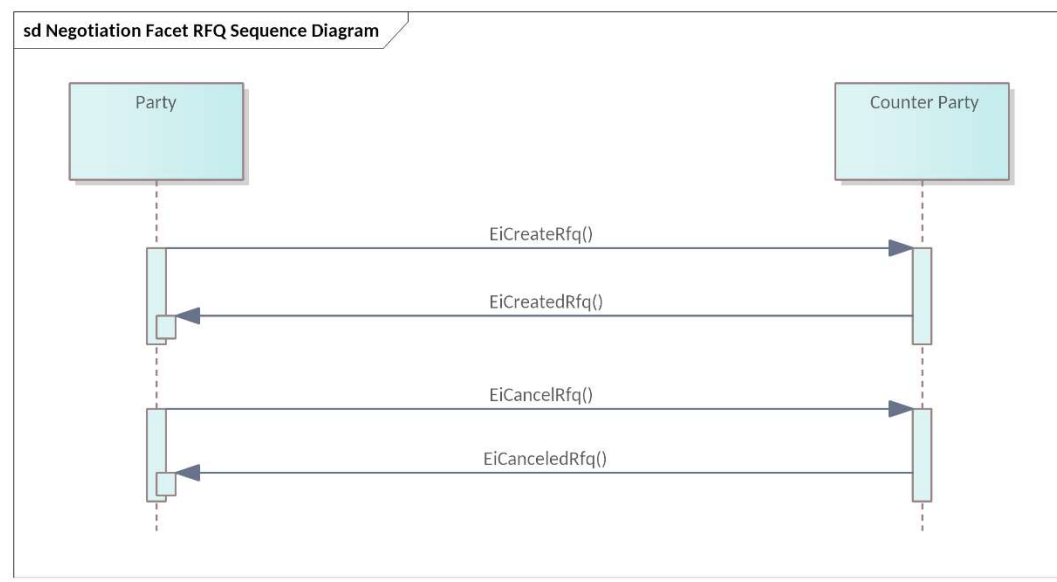 sd Negotiation Facet RFQ Sequence Diagram
Party
Counter Party
EiCreateRfq()
EiCreatedRfq()
EiCancelRfq()
EiCanceledRfq()